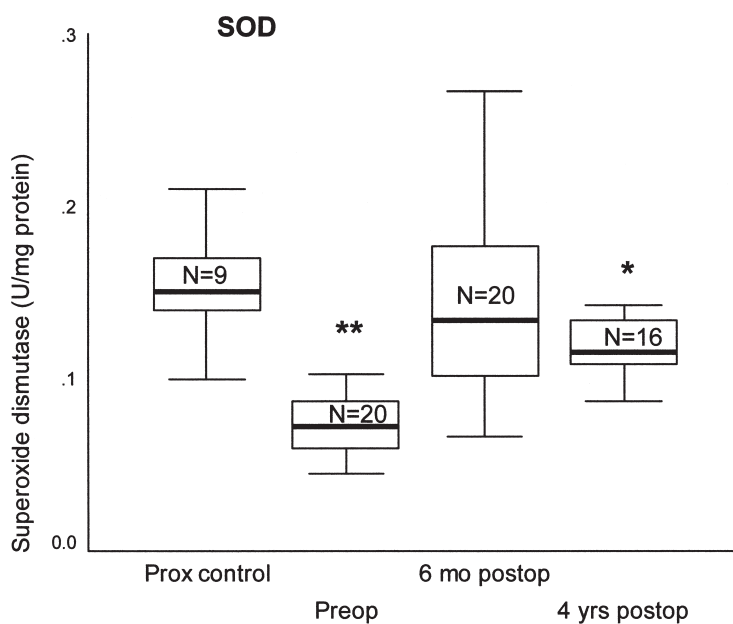 SOD
Superoxide dismutase (U/mg protein)
.3
.2
.1
0.0
N=9
**
N=20
N=20
*
N=16
Prox control
Preop
6 mo postop
4 yrs postop